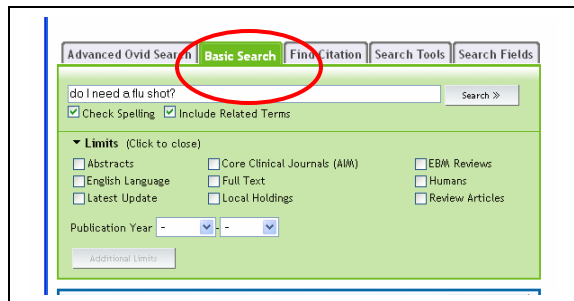 Advanced Ovid Search Basic Search Find Citation Search Tools Search Fields
do I need a flu shot? Search »
Check Spelling Include Related Terms
Limits (Click to close)
Abstracts Core Clinical Journals (AIM) EBM Reviews
English Language Full Text Humans
Latest Update Local Holdings Review Articles
Publication Year - - -
Additional Limits